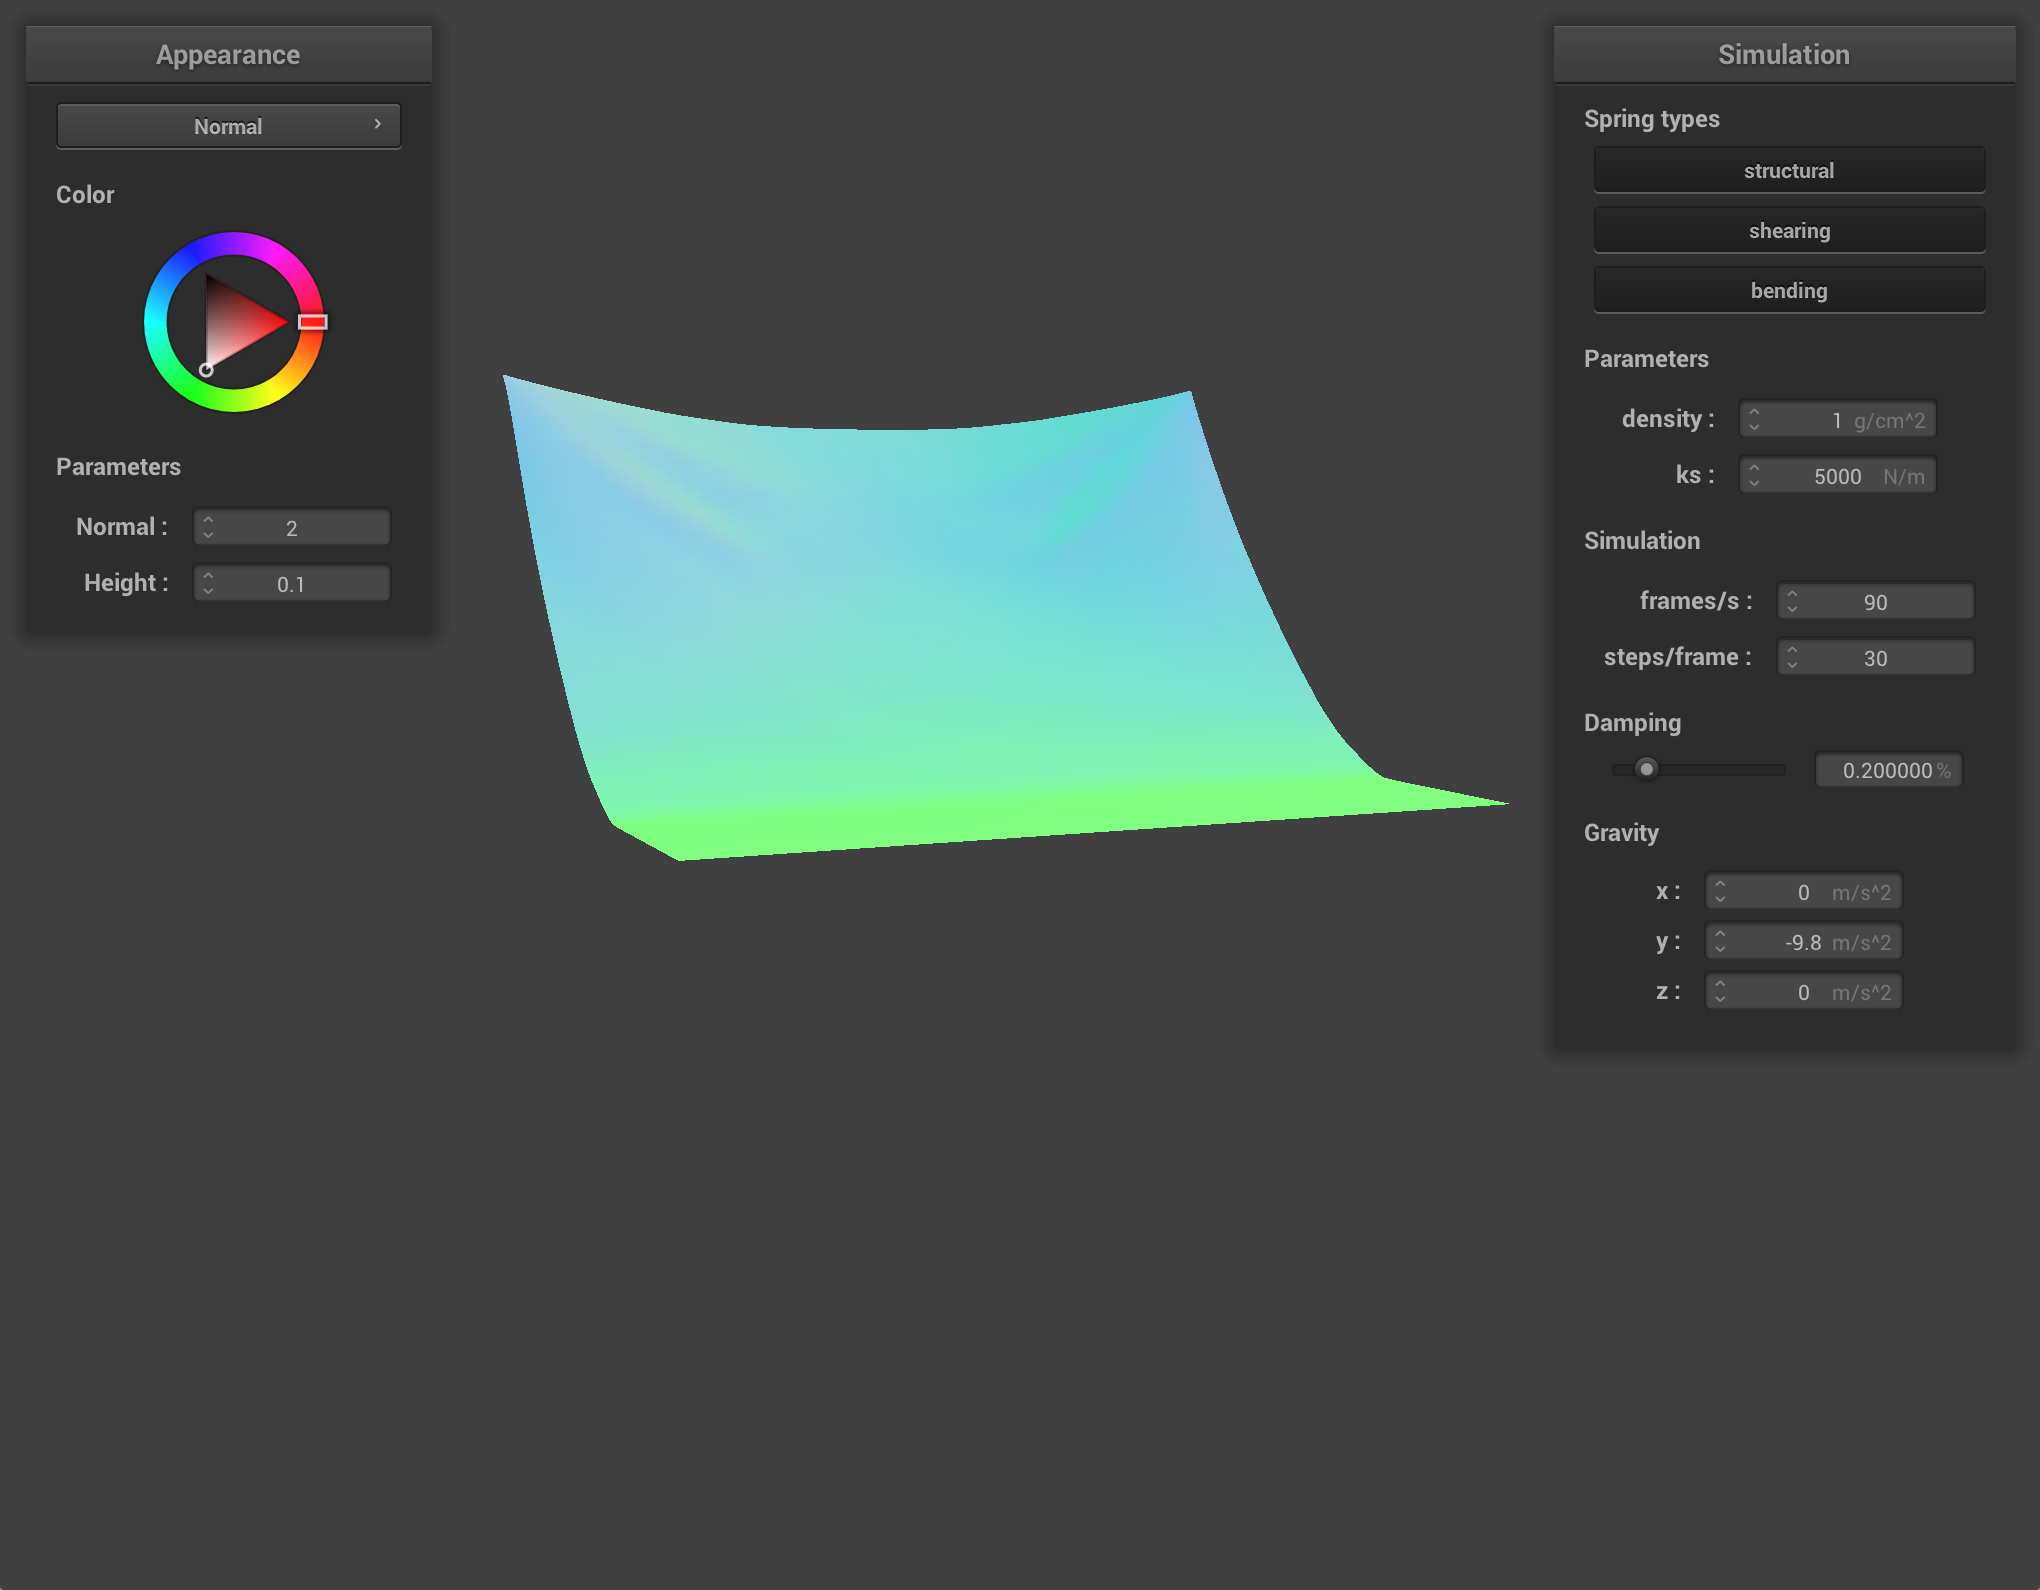 Appearance
Normal
Color
Parameters
Normal : 2
Height : 0.1
Simulation
Spring types
structural
shearing
bending
Parameters
density : 1 g/cm^2
ks : 5000 N/m
Simulation
frames/s : 90
steps/frame : 30
Damping
0.200000 %
Gravity
x : 0 m/s^2
y : -9.8 m/s^2
z : 0 m/s^2